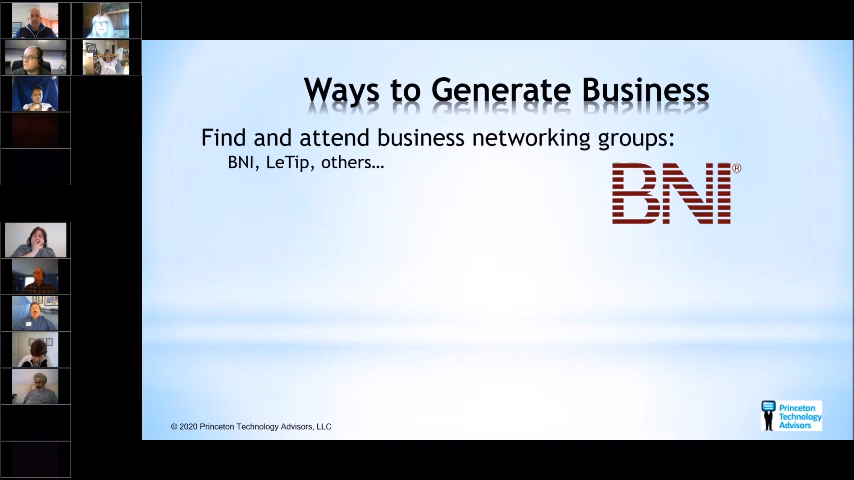 Ways to Generate Business
Find and attend business networking groups:
BNI, LeTip, others…
BNI®
© 2020 Princeton Technology Advisors, LLC
Princeton
Technology
Advisors